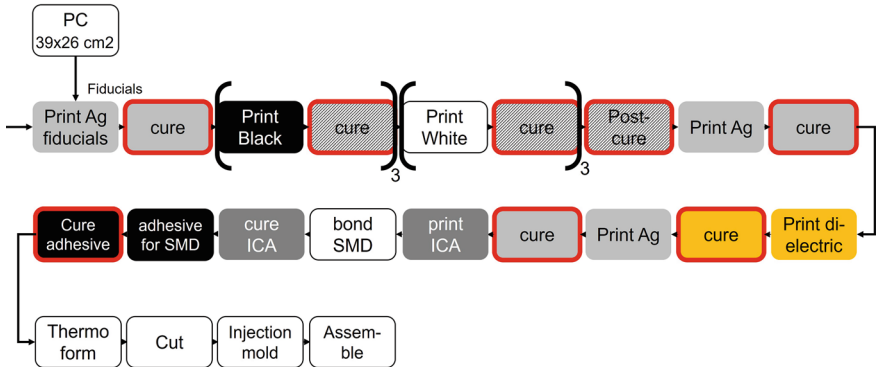 PC
39x26 cm2
Fiducials
Print Ag
fiducials
cure
Print
Black
cure
3
Print
White
cure
3
Post-
cure
Print Ag
cure
Cure
adhesive
adhesive
for SMD
cure
ICA
bond
SMD
print
ICA
cure
Print Ag
cure
Print di-
electric
Thermo
form
Cut
Injection
mold
Assem-
ble